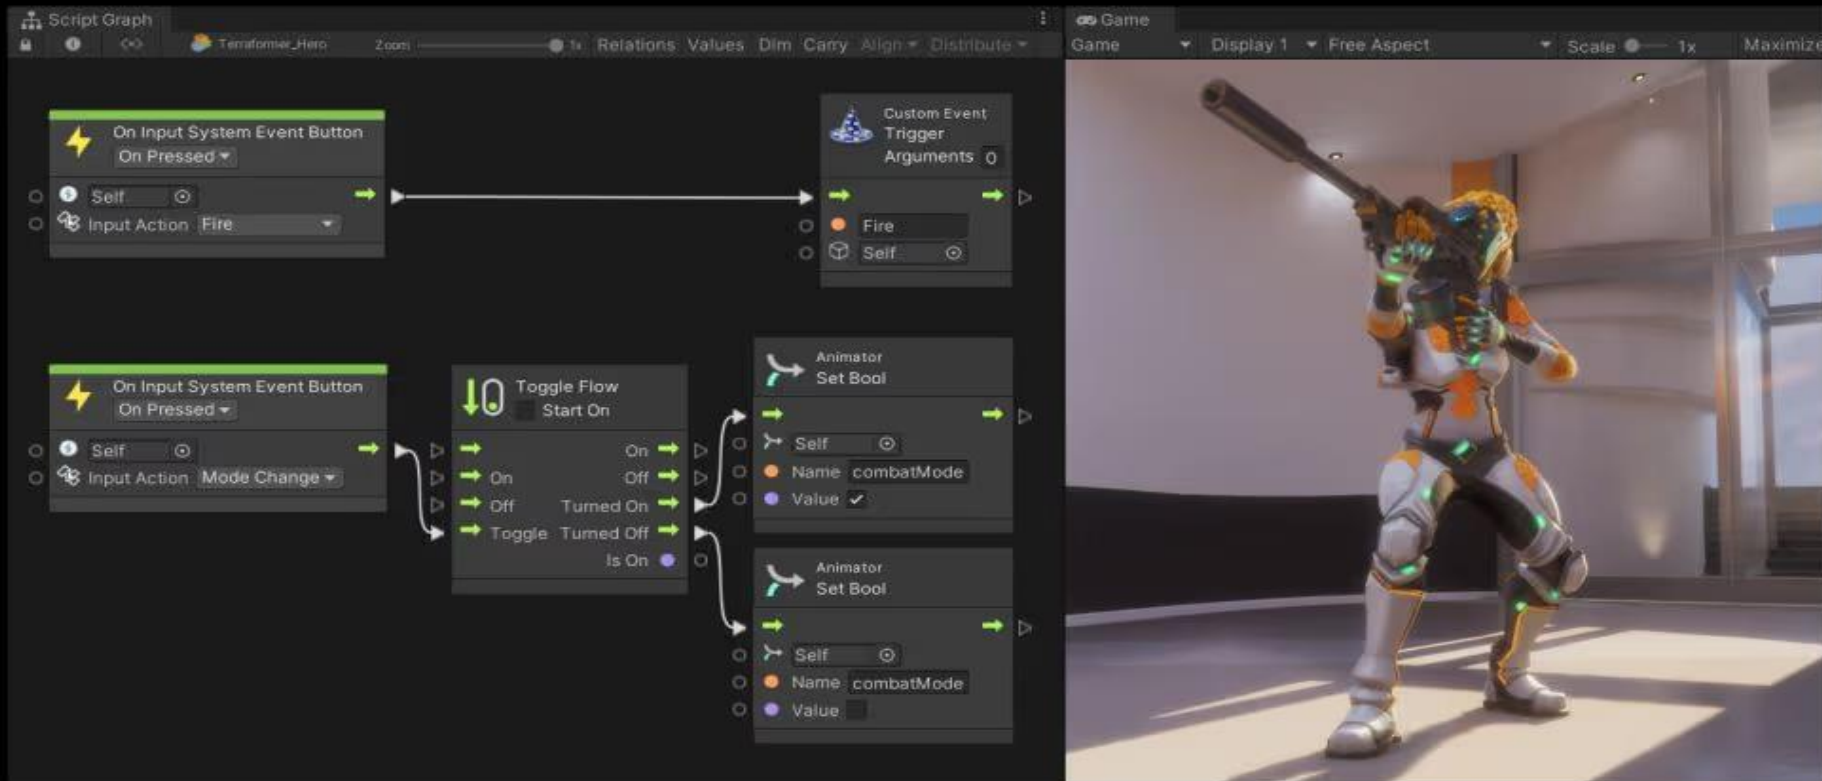 Script Graph
Terraformer_Hero Zoom 1x Relations Values Dim Carry Align Distribute
On Input System Event Button
On Pressed
Self
Input Action Fire
Custom Event
Trigger
Arguments 0
Fire
Self
On Input System Event Button
On Pressed
Self
Input Action Mode Change
Toggle Flow
Start On
On
On Off
Off Turned On
Toggle Turned Off
Is On
Animator
Set Bool
Self
Name combatMode
Value
Animator
Set Bool
Self
Name combatMode
Value
Game
Game Display 1 Free Aspect Scale 1x Maximize